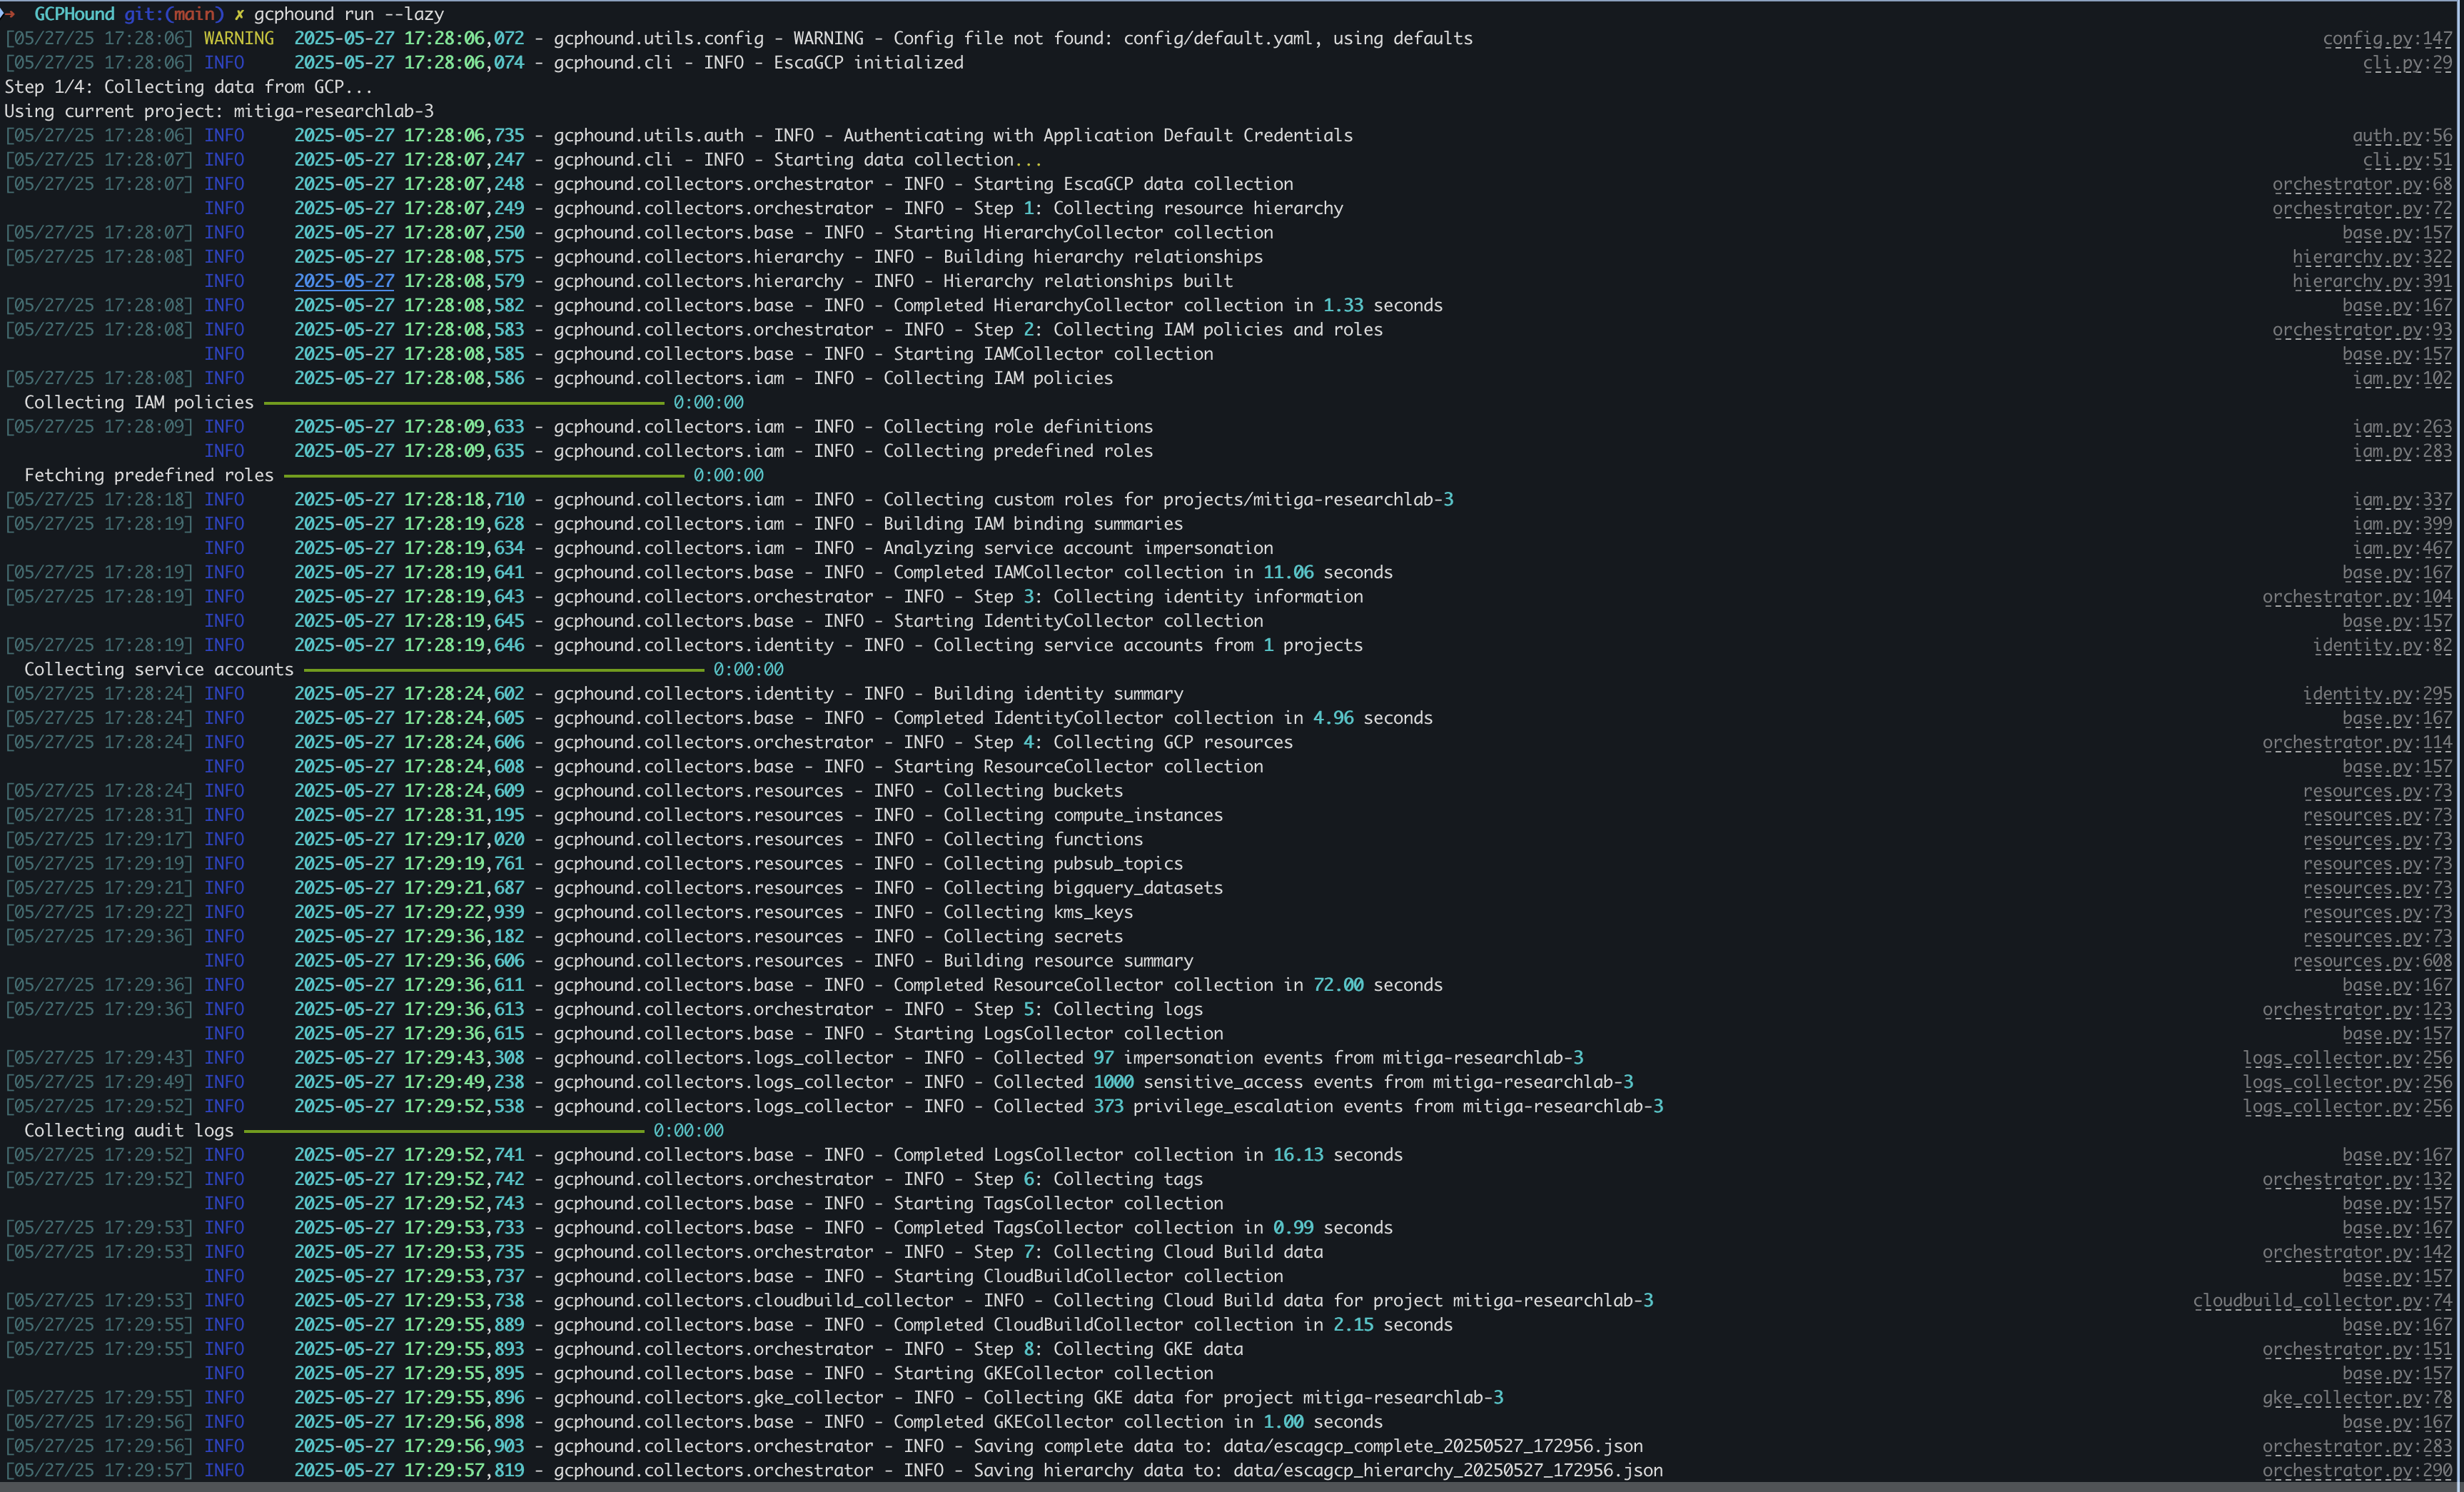 → GCPHound git:(main) ✗ gcphound run --lazy
[05/27/25 17:28:06] WARNING 2025-05-27 17:28:06,072 - gcphound.utils.config - WARNING - Config file not found: config/default.yaml, using defaults config.py:147
[05/27/25 17:28:06] INFO 2025-05-27 17:28:06,074 - gcphound.cli - INFO - EscaGCP initialized cli.py:29
Step 1/4: Collecting data from GCP...
Using current project: mitiga-researchlab-3
[05/27/25 17:28:06] INFO 2025-05-27 17:28:06,735 - gcphound.utils.auth - INFO - Authenticating with Application Default Credentials auth.py:56
[05/27/25 17:28:07] INFO 2025-05-27 17:28:07,247 - gcphound.cli - INFO - Starting data collection... cli.py:51
[05/27/25 17:28:07] INFO 2025-05-27 17:28:07,248 - gcphound.collectors.orchestrator - INFO - Starting EscaGCP data collection orchestrator.py:68
INFO 2025-05-27 17:28:07,249 - gcphound.collectors.orchestrator - INFO - Step 1: Collecting resource hierarchy orchestrator.py:72
[05/27/25 17:28:07] INFO 2025-05-27 17:28:07,250 - gcphound.collectors.base - INFO - Starting HierarchyCollector collection base.py:157
[05/27/25 17:28:08] INFO 2025-05-27 17:28:08,575 - gcphound.collectors.hierarchy - INFO - Building hierarchy relationships hierarchy.py:322
INFO 2025-05-27 17:28:08,579 - gcphound.collectors.hierarchy - INFO - Hierarchy relationships built hierarchy.py:391
[05/27/25 17:28:08] INFO 2025-05-27 17:28:08,582 - gcphound.collectors.base - INFO - Completed HierarchyCollector collection in 1.33 seconds base.py:167
[05/27/25 17:28:08] INFO 2025-05-27 17:28:08,583 - gcphound.collectors.orchestrator - INFO - Step 2: Collecting IAM policies and roles orchestrator.py:93
INFO 2025-05-27 17:28:08,585 - gcphound.collectors.base - INFO - Starting IAMCollector collection base.py:157
[05/27/25 17:28:08] INFO 2025-05-27 17:28:08,586 - gcphound.collectors.iam - INFO - Collecting IAM policies iam.py:102
Collecting IAM policies 0:00:00
[05/27/25 17:28:09] INFO 2025-05-27 17:28:09,633 - gcphound.collectors.iam - INFO - Collecting role definitions iam.py:263
INFO 2025-05-27 17:28:09,635 - gcphound.collectors.iam - INFO - Collecting predefined roles iam.py:283
Fetching predefined roles 0:00:00
[05/27/25 17:28:18] INFO 2025-05-27 17:28:18,710 - gcphound.collectors.iam - INFO - Collecting custom roles for projects/mitiga-researchlab-3 iam.py:337
[05/27/25 17:28:19] INFO 2025-05-27 17:28:19,628 - gcphound.collectors.iam - INFO - Building IAM binding summaries iam.py:399
INFO 2025-05-27 17:28:19,634 - gcphound.collectors.iam - INFO - Analyzing service account impersonation iam.py:467
[05/27/25 17:28:19] INFO 2025-05-27 17:28:19,641 - gcphound.collectors.base - INFO - Completed IAMCollector collection in 11.06 seconds base.py:167
[05/27/25 17:28:19] INFO 2025-05-27 17:28:19,643 - gcphound.collectors.orchestrator - INFO - Step 3: Collecting identity information orchestrator.py:104
INFO 2025-05-27 17:28:19,645 - gcphound.collectors.base - INFO - Starting IdentityCollector collection base.py:157
[05/27/25 17:28:19] INFO 2025-05-27 17:28:19,646 - gcphound.collectors.identity - INFO - Collecting service accounts from 1 projects identity.py:82
Collecting service accounts 0:00:00
[05/27/25 17:28:24] INFO 2025-05-27 17:28:24,602 - gcphound.collectors.identity - INFO - Building identity summary identity.py:295
[05/27/25 17:28:24] INFO 2025-05-27 17:28:24,605 - gcphound.collectors.base - INFO - Completed IdentityCollector collection in 4.96 seconds base.py:167
[05/27/25 17:28:24] INFO 2025-05-27 17:28:24,606 - gcphound.collectors.orchestrator - INFO - Step 4: Collecting GCP resources orchestrator.py:114
INFO 2025-05-27 17:28:24,608 - gcphound.collectors.base - INFO - Starting ResourceCollector collection base.py:157
[05/27/25 17:28:24] INFO 2025-05-27 17:28:24,609 - gcphound.collectors.resources - INFO - Collecting buckets resources.py:73
[05/27/25 17:28:31] INFO 2025-05-27 17:28:31,195 - gcphound.collectors.resources - INFO - Collecting compute_instances resources.py:73
[05/27/25 17:29:17] INFO 2025-05-27 17:29:17,020 - gcphound.collectors.resources - INFO - Collecting functions resources.py:73
[05/27/25 17:29:19] INFO 2025-05-27 17:29:19,761 - gcphound.collectors.resources - INFO - Collecting pubsub_topics resources.py:73
[05/27/25 17:29:21] INFO 2025-05-27 17:29:21,687 - gcphound.collectors.resources - INFO - Collecting bigquery_datasets resources.py:73
[05/27/25 17:29:22] INFO 2025-05-27 17:29:22,939 - gcphound.collectors.resources - INFO - Collecting kms_keys resources.py:73
[05/27/25 17:29:36] INFO 2025-05-27 17:29:36,182 - gcphound.collectors.resources - INFO - Collecting secrets resources.py:73
INFO 2025-05-27 17:29:36,606 - gcphound.collectors.resources - INFO - Building resource summary resources.py:608
[05/27/25 17:29:36] INFO 2025-05-27 17:29:36,611 - gcphound.collectors.base - INFO - Completed ResourceCollector collection in 72.00 seconds base.py:167
[05/27/25 17:29:36] INFO 2025-05-27 17:29:36,613 - gcphound.collectors.orchestrator - INFO - Step 5: Collecting logs orchestrator.py:123
INFO 2025-05-27 17:29:36,615 - gcphound.collectors.base - INFO - Starting LogsCollector collection base.py:157
[05/27/25 17:29:43] INFO 2025-05-27 17:29:43,308 - gcphound.collectors.logs_collector - INFO - Collected 97 impersonation events from mitiga-researchlab-3 logs_collector.py:256
[05/27/25 17:29:49] INFO 2025-05-27 17:29:49,238 - gcphound.collectors.logs_collector - INFO - Collected 1000 sensitive_access events from mitiga-researchlab-3 logs_collector.py:256
[05/27/25 17:29:52] INFO 2025-05-27 17:29:52,538 - gcphound.collectors.logs_collector - INFO - Collected 373 privilege_escalation events from mitiga-researchlab-3 logs_collector.py:256
Collecting audit logs 0:00:00
[05/27/25 17:29:52] INFO 2025-05-27 17:29:52,741 - gcphound.collectors.base - INFO - Completed LogsCollector collection in 16.13 seconds base.py:167
[05/27/25 17:29:52] INFO 2025-05-27 17:29:52,742 - gcphound.collectors.orchestrator - INFO - Step 6: Collecting tags orchestrator.py:132
INFO 2025-05-27 17:29:52,743 - gcphound.collectors.base - INFO - Starting TagsCollector collection base.py:157
[05/27/25 17:29:53] INFO 2025-05-27 17:29:53,733 - gcphound.collectors.base - INFO - Completed TagsCollector collection in 0.99 seconds base.py:167
[05/27/25 17:29:53] INFO 2025-05-27 17:29:53,735 - gcphound.collectors.orchestrator - INFO - Step 7: Collecting Cloud Build data orchestrator.py:142
INFO 2025-05-27 17:29:53,737 - gcphound.collectors.base - INFO - Starting CloudBuildCollector collection base.py:157
[05/27/25 17:29:53] INFO 2025-05-27 17:29:53,738 - gcphound.collectors.cloudbuild_collector - INFO - Collecting Cloud Build data for project mitiga-researchlab-3 cloudbuild_collector.py:74
[05/27/25 17:29:55] INFO 2025-05-27 17:29:55,889 - gcphound.collectors.base - INFO - Completed CloudBuildCollector collection in 2.15 seconds base.py:167
[05/27/25 17:29:55] INFO 2025-05-27 17:29:55,893 - gcphound.collectors.orchestrator - INFO - Step 8: Collecting GKE data orchestrator.py:151
INFO 2025-05-27 17:29:55,895 - gcphound.collectors.base - INFO - Starting GKECollector collection base.py:157
[05/27/25 17:29:55] INFO 2025-05-27 17:29:55,896 - gcphound.collectors.gke_collector - INFO - Collecting GKE data for project mitiga-researchlab-3 gke_collector.py:78
[05/27/25 17:29:56] INFO 2025-05-27 17:29:56,898 - gcphound.collectors.base - INFO - Completed GKECollector collection in 1.00 seconds base.py:167
[05/27/25 17:29:56] INFO 2025-05-27 17:29:56,903 - gcphound.collectors.orchestrator - INFO - Saving complete data to: data/escagcp_complete_20250527_172956.json orchestrator.py:283
[05/27/25 17:29:57] INFO 2025-05-27 17:29:57,819 - gcphound.collectors.orchestrator - INFO - Saving hierarchy data to: data/escagcp_hierarchy_20250527_172956.json orchestrator.py:290